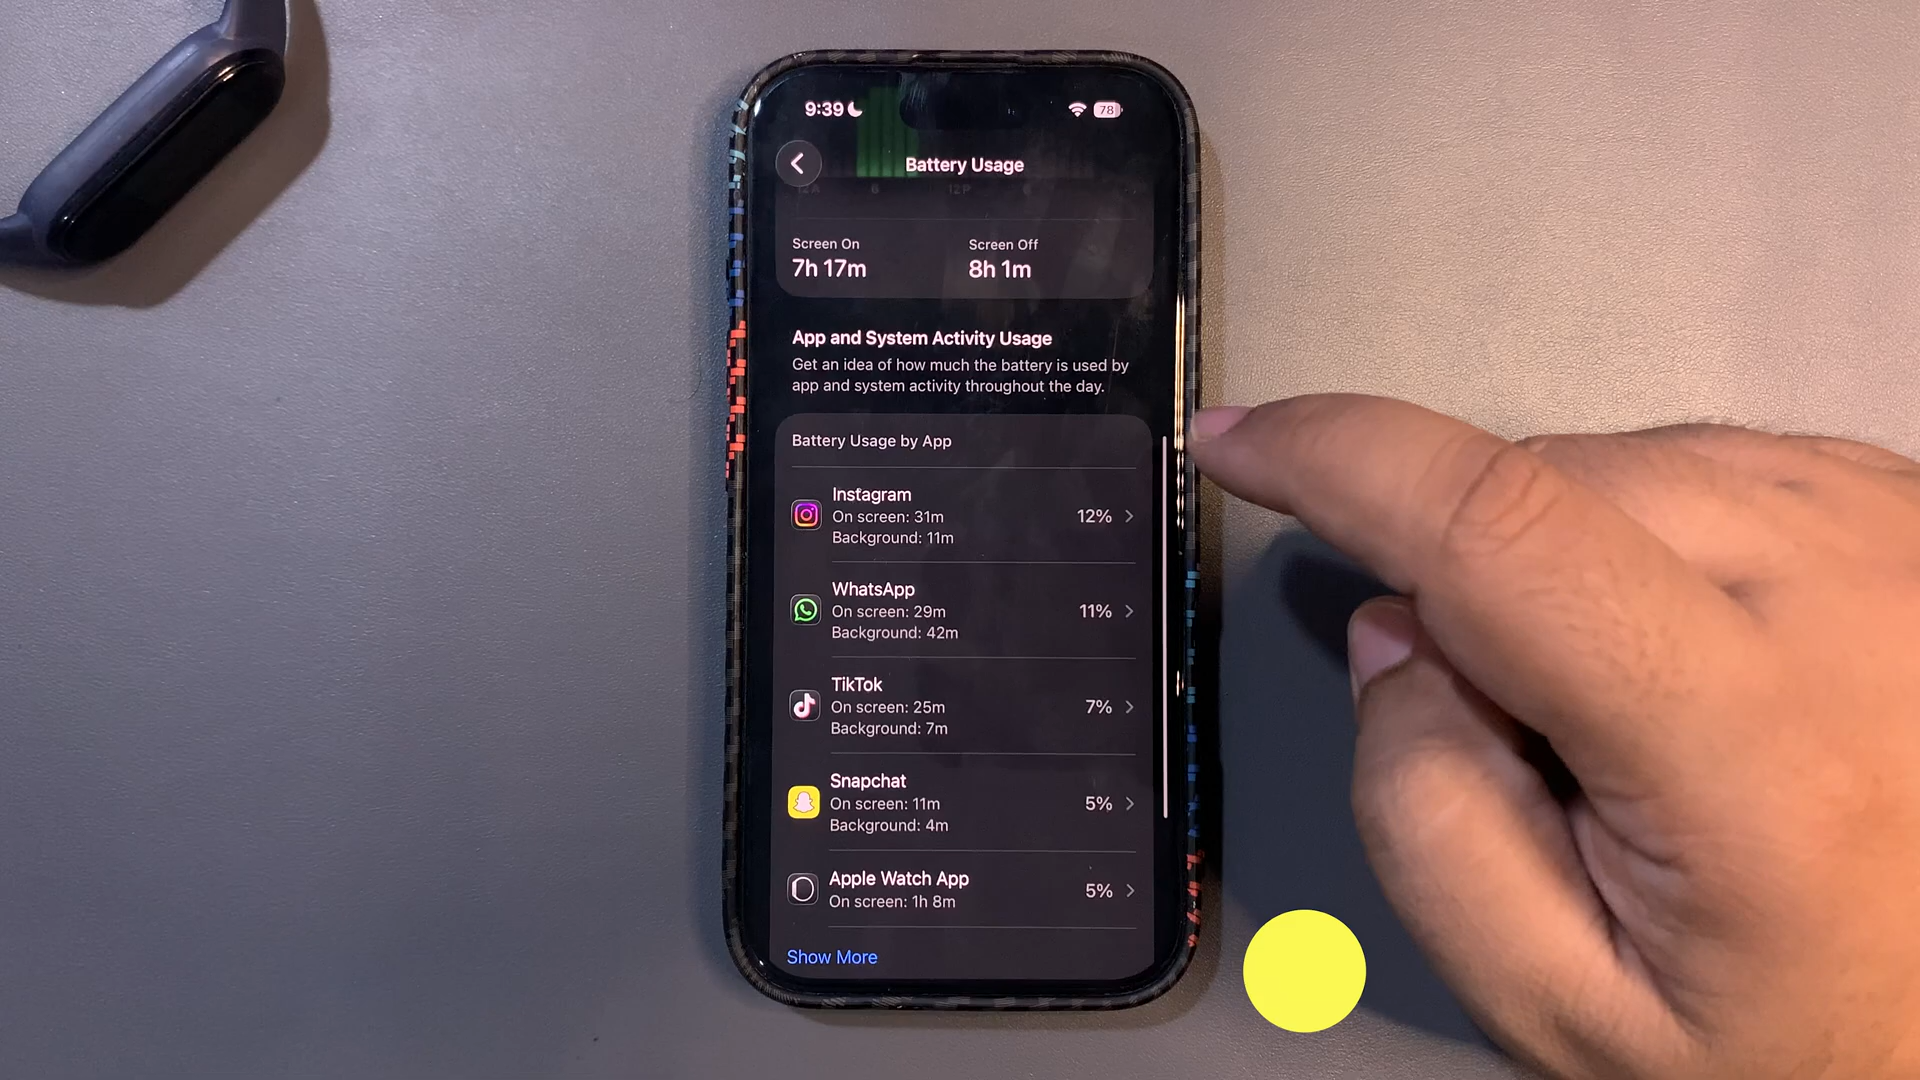 9:39
78
Battery Usage
12A 6 12P 6
Screen On Screen Off
7h 17m 8h 1m
App and System Activity Usage
Get an idea of how much the battery is used by
app and system activity throughout the day.
Battery Usage by App
Instagram
On screen: 31m
12%
Background: 11m
WhatsApp
On screen: 29m
11%
Background: 42m
TikTok
On screen: 25m
7%
Background: 7m
Snapchat
On screen: 11m
5%
Background: 4m
Apple Watch App
5%
On screen: 1h 8m
Show More